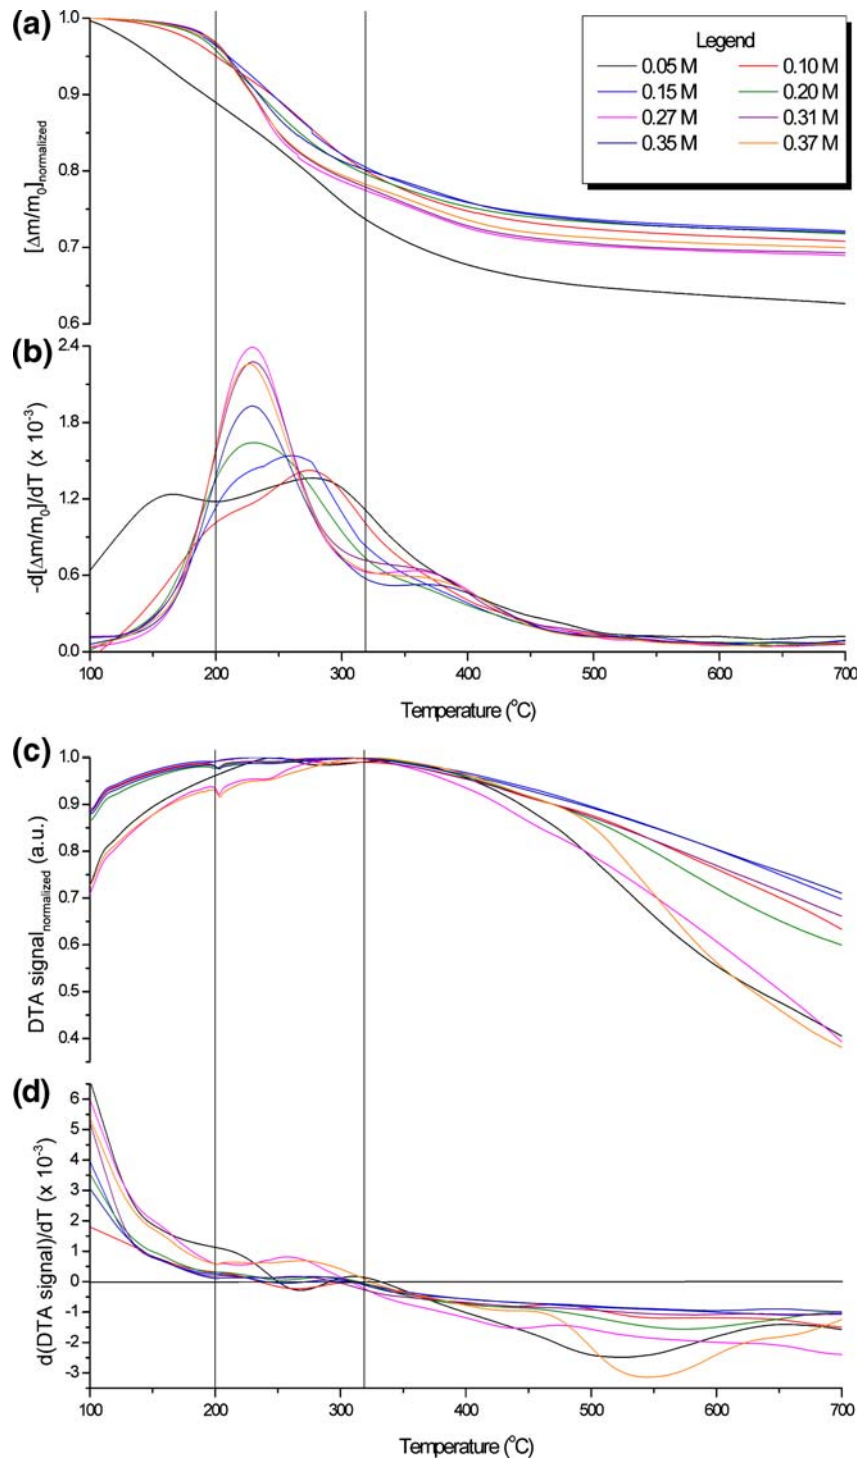 (a)
1.0
0.9
0.8
0.7
0.6
[Δm/m0]normalized
Legend
0.05 M
0.10 M
0.15 M
0.20 M
0.27 M
0.31 M
0.35 M
0.37 M
(b)
2.4
1.8
1.2
0.6
0.0
-d[Δm/m0]/dT (x 10-3)
100 200 300 400 500 600 700
Temperature (oC)
(c)
1.0
0.9
0.8
0.7
0.6
0.5
0.4
DTA signalnormalized (a.u.)
(d)
6
5
4
3
2
1
0
-1
-2
-3
d(DTA signal)/dT (x 10-3)
100 200 300 400 500 600 700
Temperature (oC)